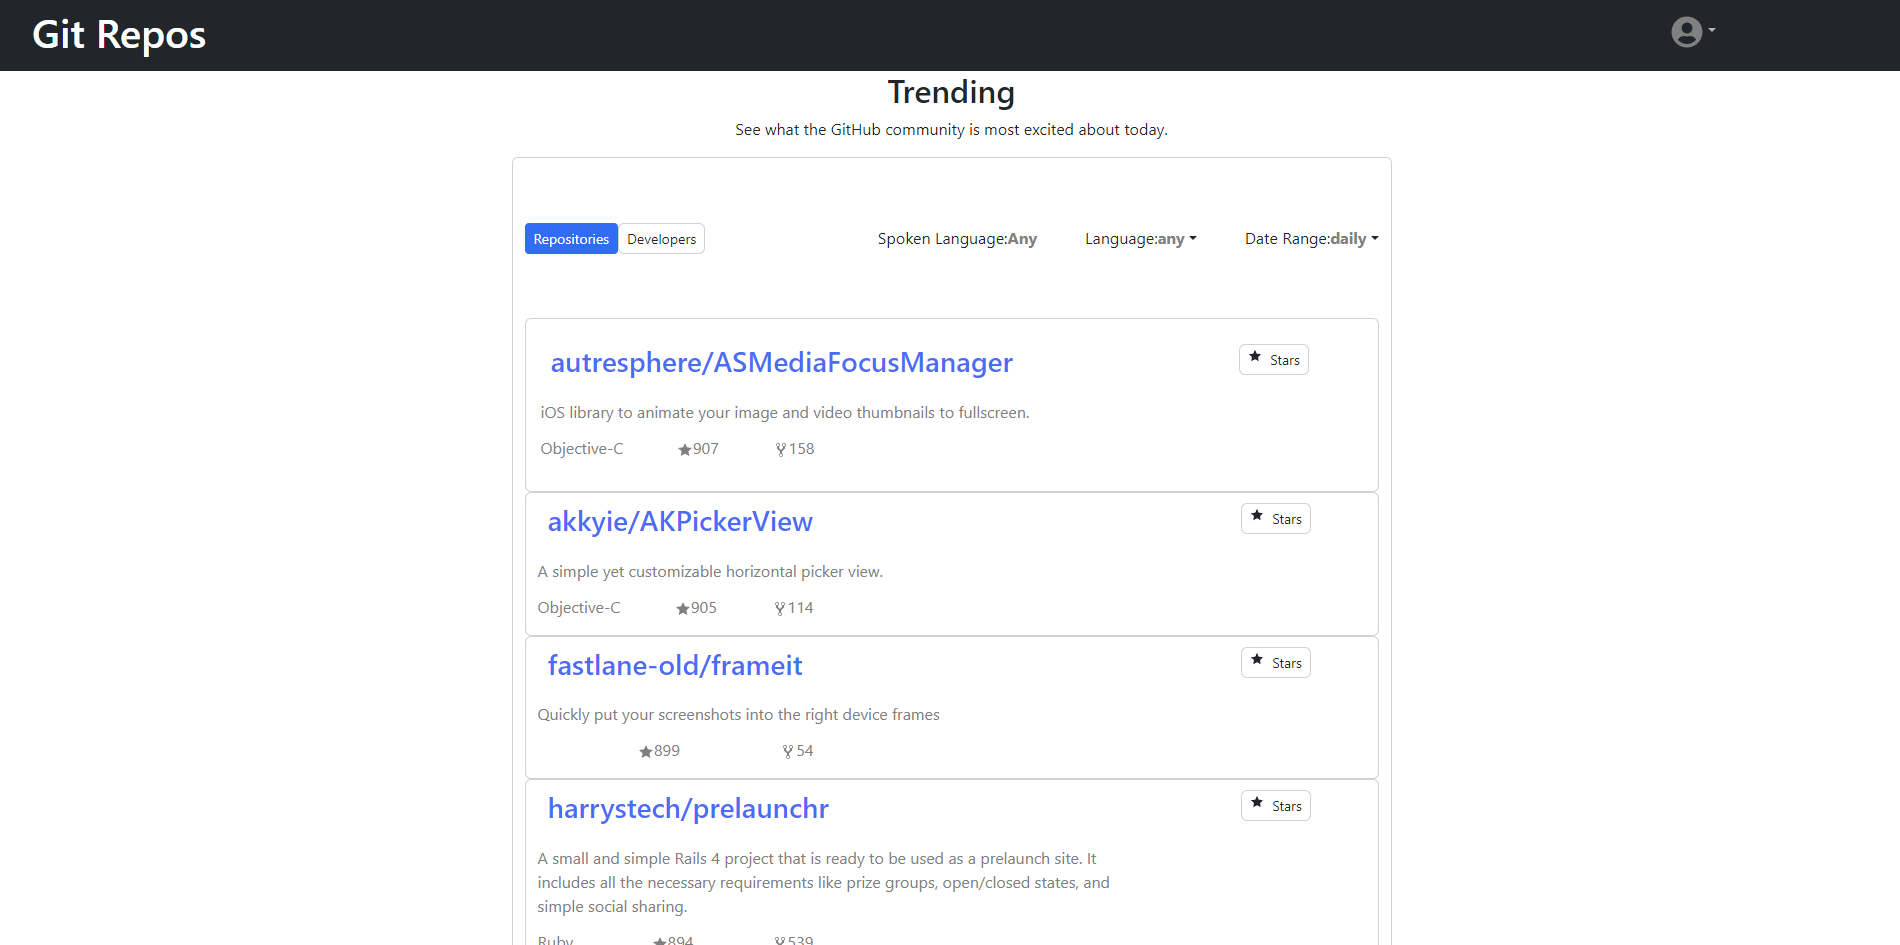 Git Repos
Trending
See what the GitHub community is most excited about today.
Repositories Developers Spoken Language:Any Language:any Date Range:daily
autresphere/ASMediaFocusManager Stars
iOS library to animate your image and video thumbnails to fullscreen.
Objective-C 907 158
akkyie/AKPickerView Stars
A simple yet customizable horizontal picker view.
Objective-C 905 114
fastlane-old/frameit Stars
Quickly put your screenshots into the right device frames
899 54
harrystech/prelaunchr Stars
A small and simple Rails 4 project that is ready to be used as a prelaunch site. It
includes all the necessary requirements like prize groups, open/closed states, and
simple social sharing.
Ruby 894 539